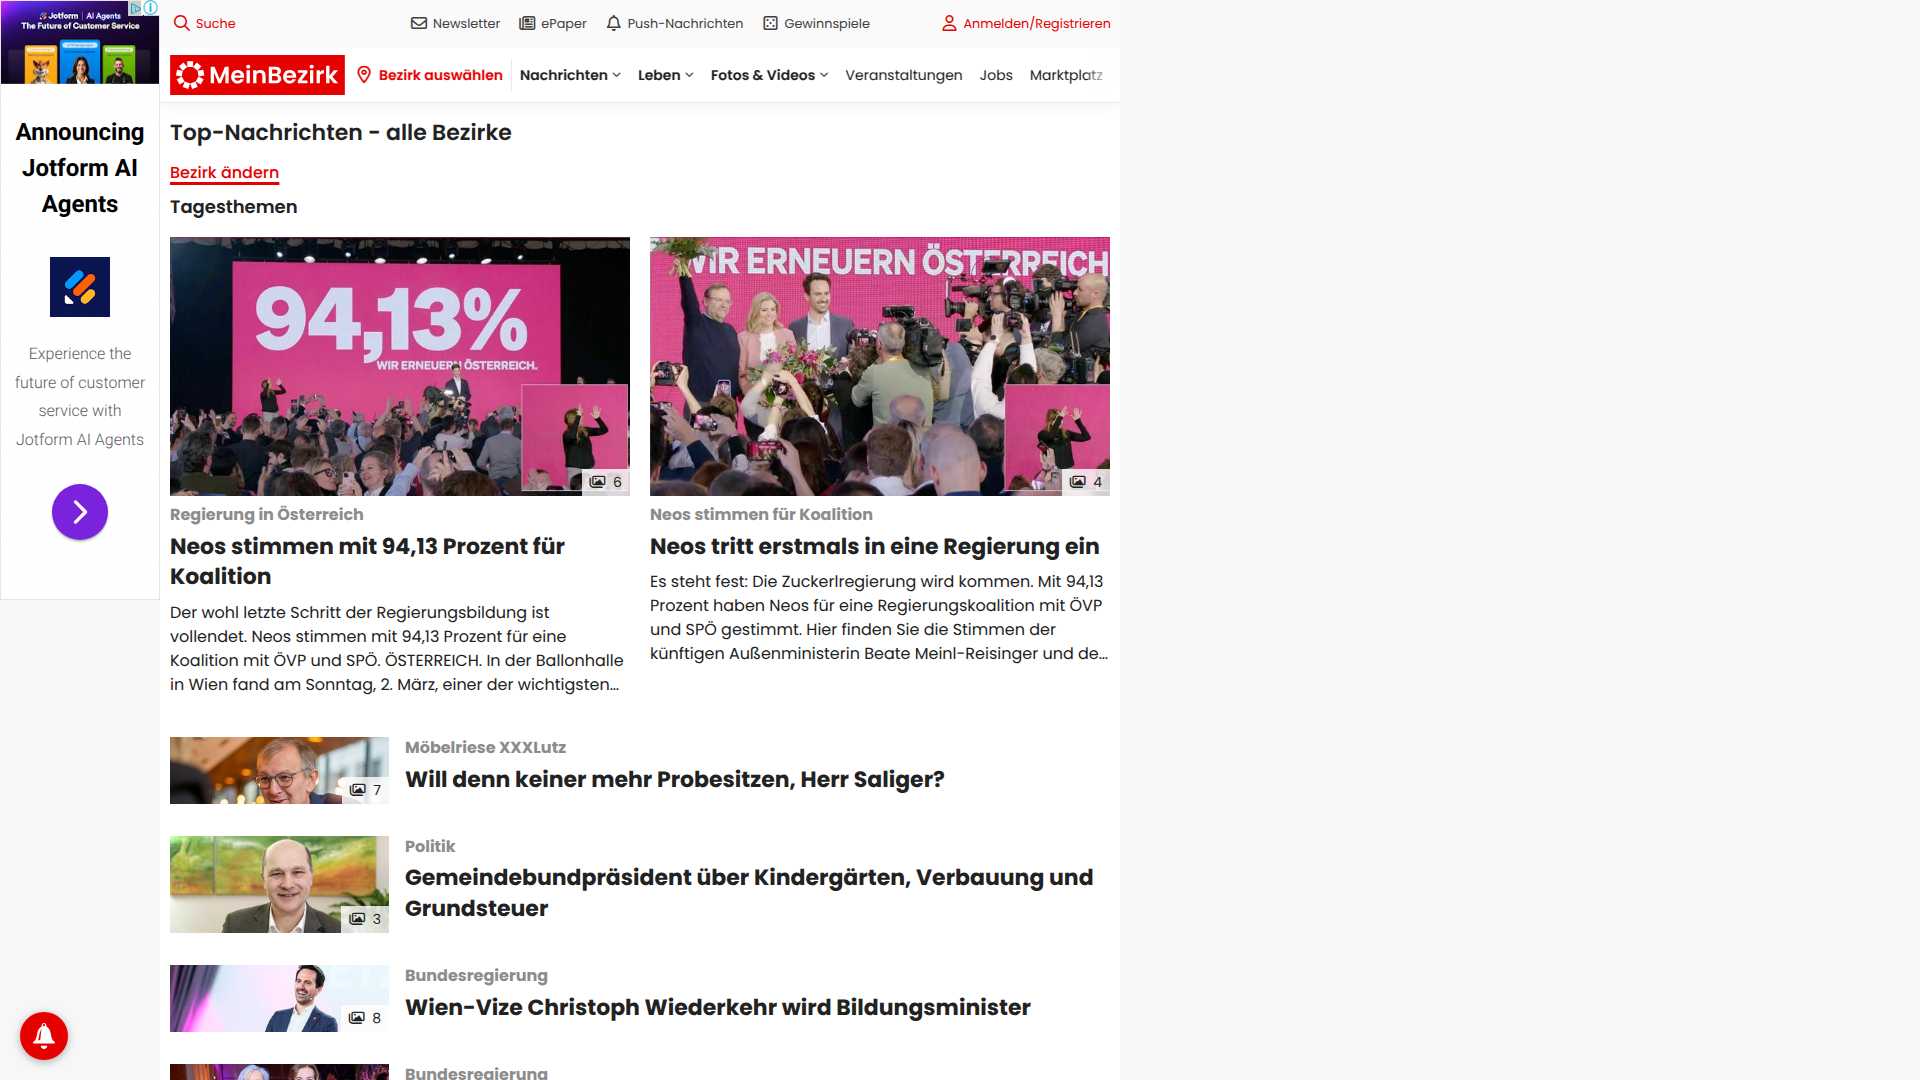 Jotform | AI Agents
The Future of Customer Service
Announcing
Jotform AI
Agents
Experience the
future of customer
service with
Jotform AI Agents
Suche
Newsletter
ePaper
Push-Nachrichten
Gewinnspiele
Anmelden/Registrieren
MeinBezirk
Bezirk auswählen
Nachrichten
Leben
Fotos & Videos
Veranstaltungen
Jobs
Marktplatz
Top-Nachrichten - alle Bezirke
Bezirk ändern
Tagesthemen
94,13%
WIR ERNEUERN ÖSTERREICH.
6
Regierung in Österreich
Neos stimmen mit 94,13 Prozent für
Koalition
Der wohl letzte Schritt der Regierungsbildung ist
vollendet. Neos stimmen mit 94,13 Prozent für eine
Koalition mit ÖVP und SPÖ. ÖSTERREICH. In der Ballonhalle
in Wien fand am Sonntag, 2. März, einer der wichtigsten…
WIR ERNEUERN ÖSTERREICH
4
Neos stimmen für Koalition
Neos tritt erstmals in eine Regierung ein
Es steht fest: Die Zuckerlregierung wird kommen. Mit 94,13
Prozent haben Neos für eine Regierungskoalition mit ÖVP
und SPÖ gestimmt. Hier finden Sie die Stimmen der
künftigen Außenministerin Beate Meinl-Reisinger und de…
7
Möbelriese XXXLutz
Will denn keiner mehr Probesitzen, Herr Saliger?
3
Politik
Gemeindebundpräsident über Kindergärten, Verbauung und
Grundsteuer
8
Bundesregierung
Wien-Vize Christoph Wiederkehr wird Bildungsminister
Bundesregierung